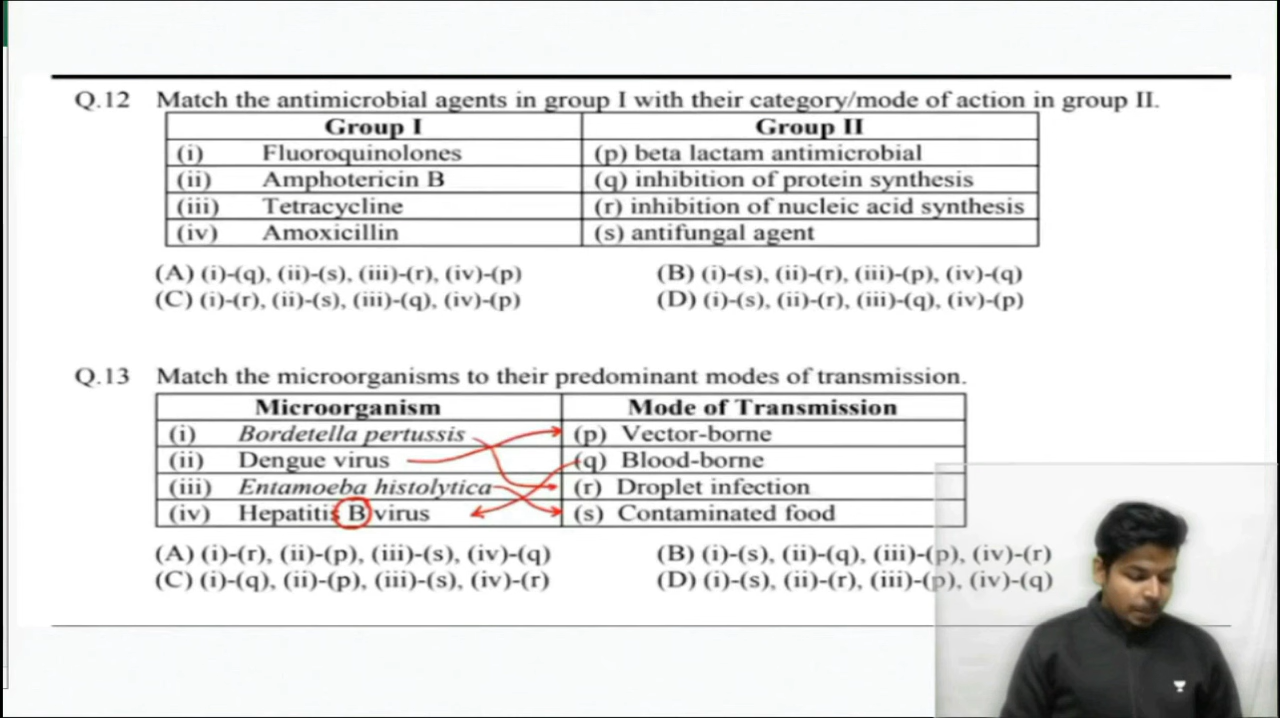 Q.12 Match the antimicrobial agents in group I with their category/mode of action in group II.
Group I Group II
(i) Fluoroquinolones (p) beta lactam antimicrobial
(ii) Amphotericin B (q) inhibition of protein synthesis
(iii) Tetracycline (r) inhibition of nucleic acid synthesis
(iv) Amoxicillin (s) antifungal agent
(A) (i)-(q), (ii)-(s), (iii)-(r), (iv)-(p) (B) (i)-(s), (ii)-(r), (iii)-(p), (iv)-(q)
(C) (i)-(r), (ii)-(s), (iii)-(q), (iv)-(p) (D) (i)-(s), (ii)-(r), (iii)-(q), (iv)-(p)
Q.13 Match the microorganisms to their predominant modes of transmission.
Microorganism Mode of Transmission
(i) Bordetella pertussis (p) Vector-borne
(ii) Dengue virus (q) Blood-borne
(iii) Entamoeba histolytica (r) Droplet infection
(iv) Hepatitis B virus (s) Contaminated food
(A) (i)-(r), (ii)-(p), (iii)-(s), (iv)-(q) (B) (i)-(s), (ii)-(q), (iii)-(p), (iv)-(r)
(C) (i)-(q), (ii)-(p), (iii)-(s), (iv)-(r) (D) (i)-(s), (ii)-(r), (iii)-(p), (iv)-(q)